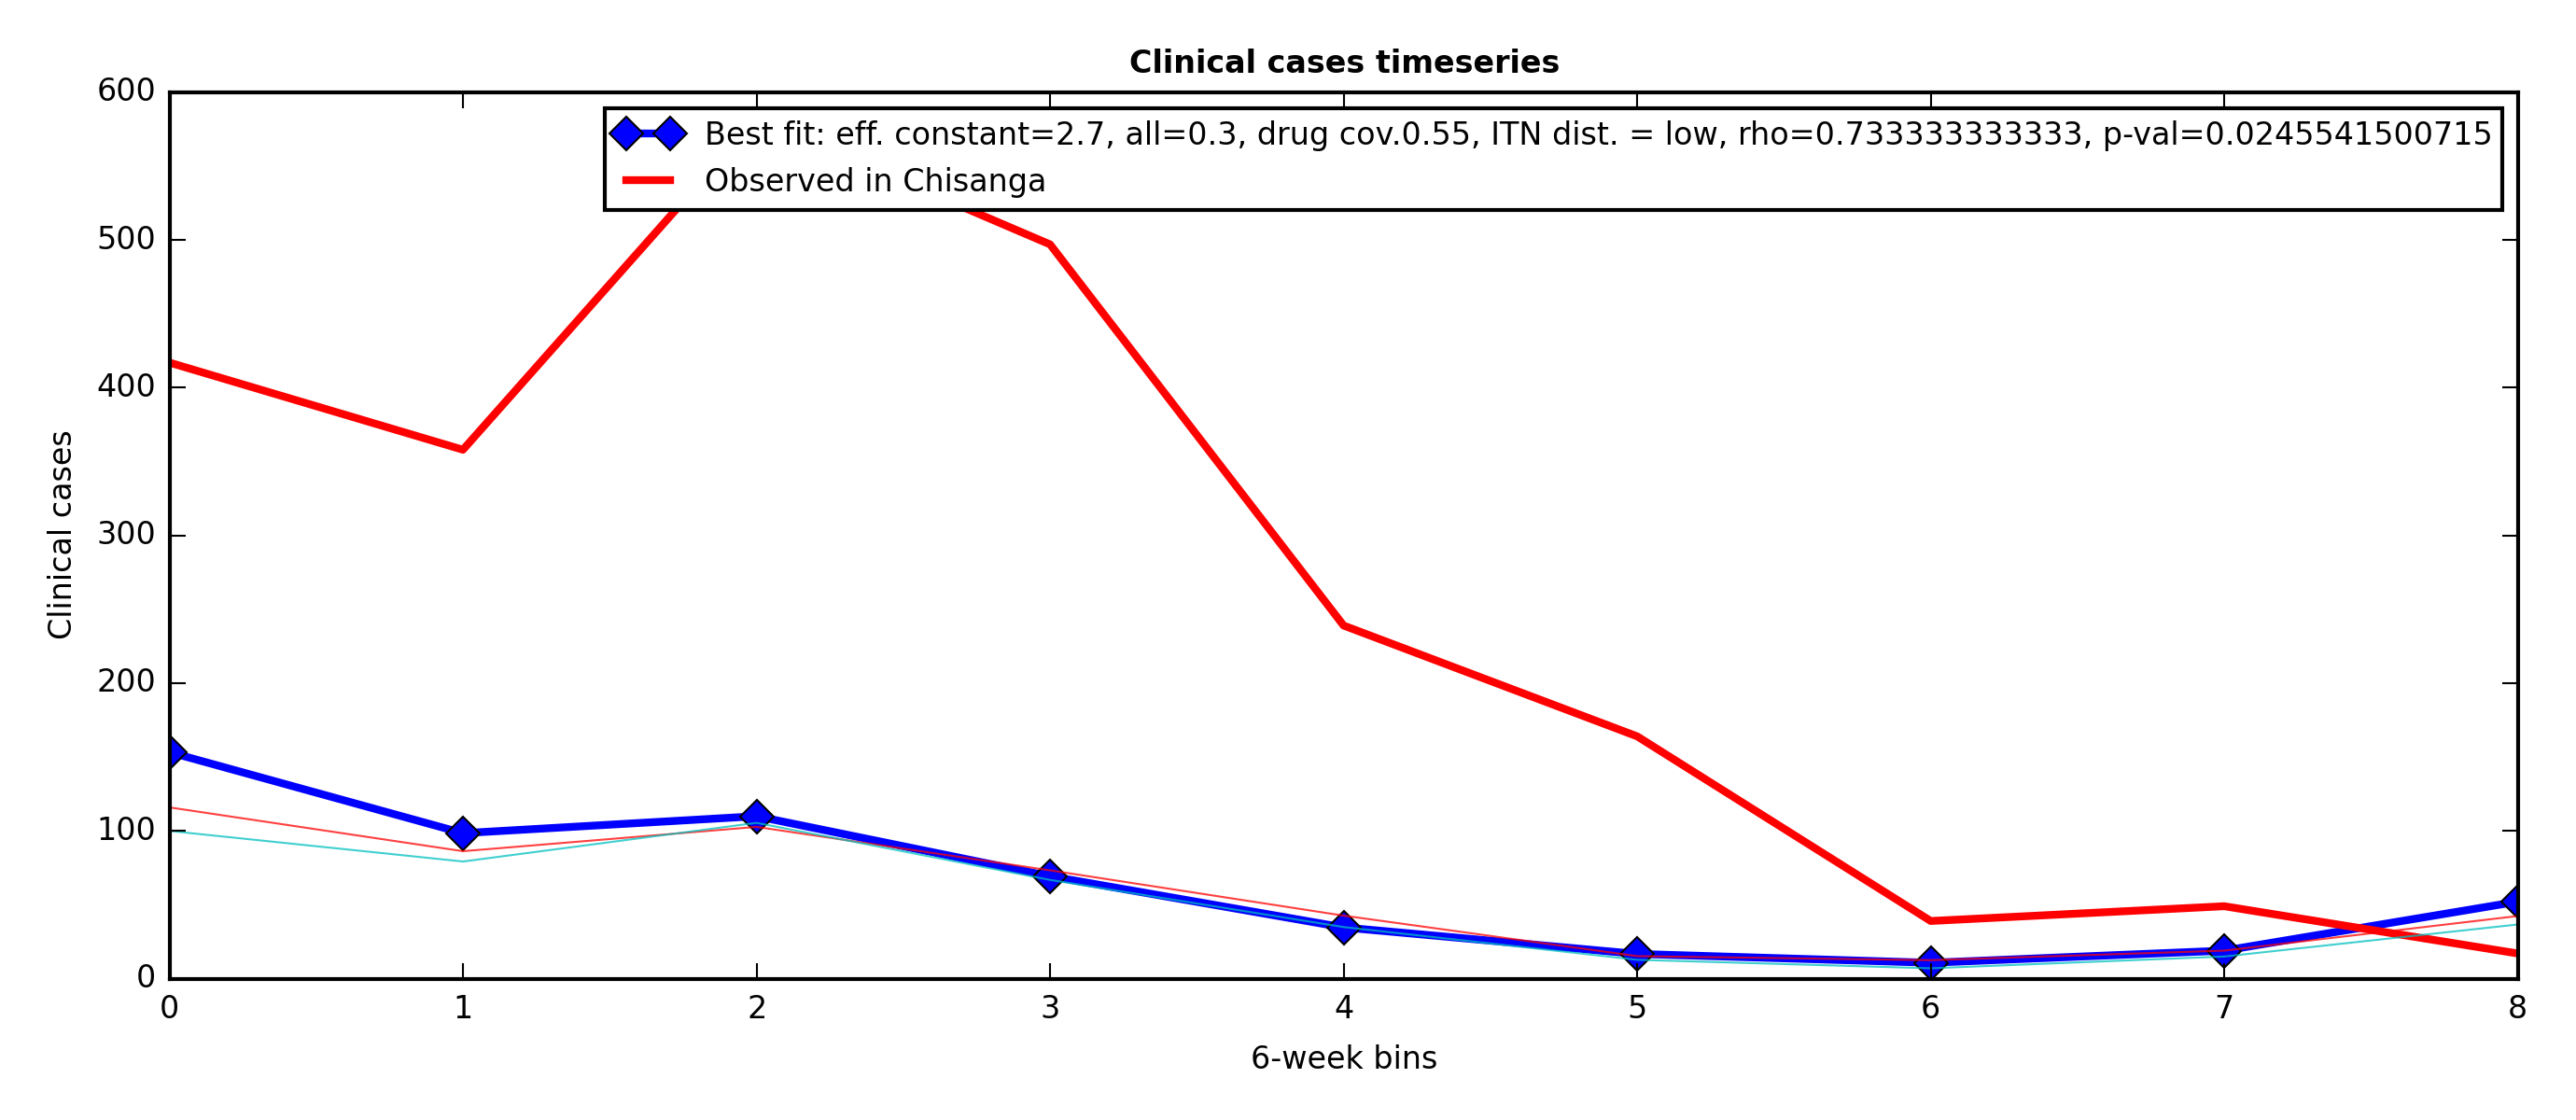 Clinical cases timeseries
Best fit: eff. constant=2.7, all=0.3, drug cov.0.55, ITN dist. = low, rho=0.733333333333, p-val=0.0245541500715
Observed in Chisanga
Clinical cases
600
500
400
300
200
100
0
0 1 2 3 4 5 6 7 8
6-week bins